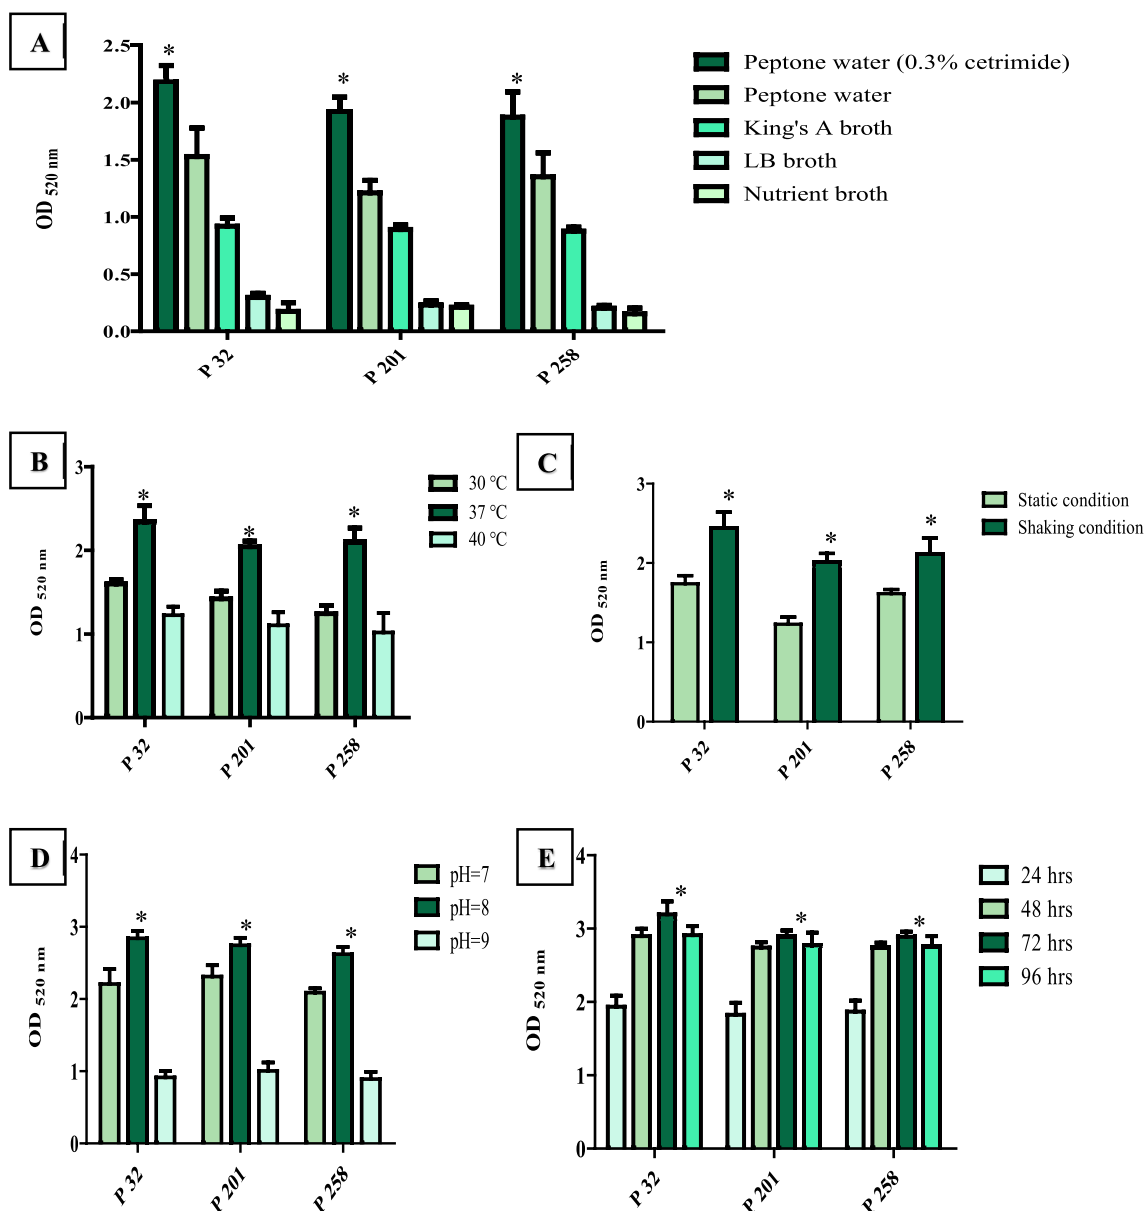 A
2.5
2.0
1.5
1.0
0.5
0.0
OD 520 nm
* * *
P 32
P 201
P 258
Peptone water (0.3% cetrimide)
Peptone water
King's A broth
LB broth
Nutrient broth
B
3
2
1
0
OD 520 nm
* * *
P 32
P 201
P 258
30 °C
37 °C
40 °C
C
3
2
1
0
OD 520 nm
* * *
P 32
P 201
P 258
Static condition
Shaking condition
D
4
3
2
1
0
OD 520 nm
* * *
P 32
P 201
P 258
pH=7
pH=8
pH=9
E
4
3
2
1
0
OD 520 nm
* * *
P 32
P 201
P 258
24 hrs
48 hrs
72 hrs
96 hrs